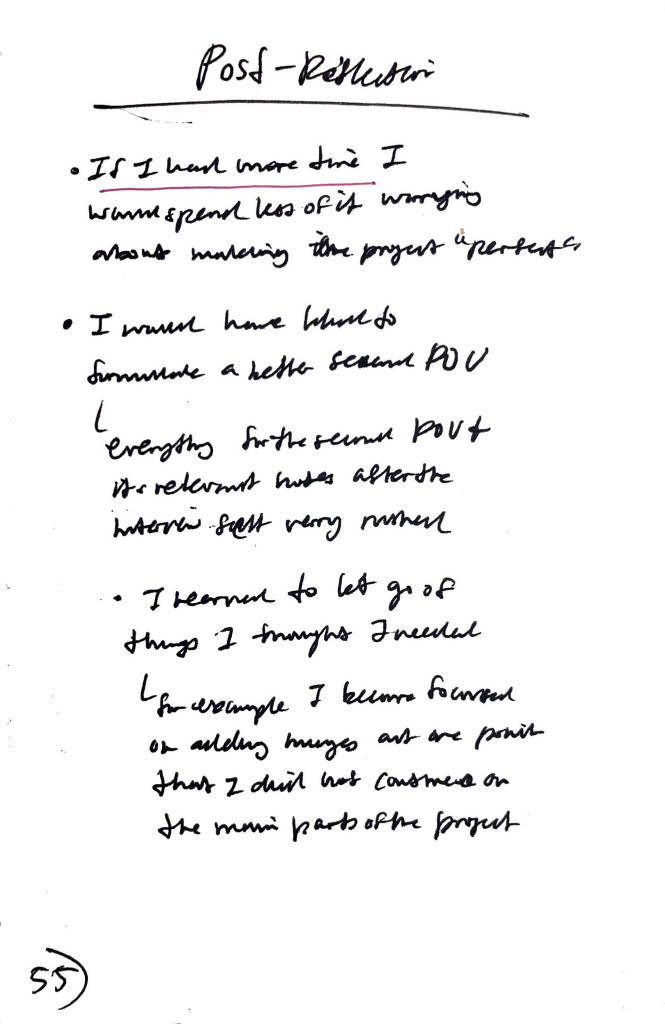 Post-Reflection
• If I had more time I
would spend less of it worrying
about making the project "perfect"
• I would have liked to
formulate a better second POV
everything for the second POV +
its relevant notes after the
interview felt very rushed
• I learned to let go of
things I thought I needed
for example I became focused
on adding images at one point
that I did not construe on
the main parts of the project
55)